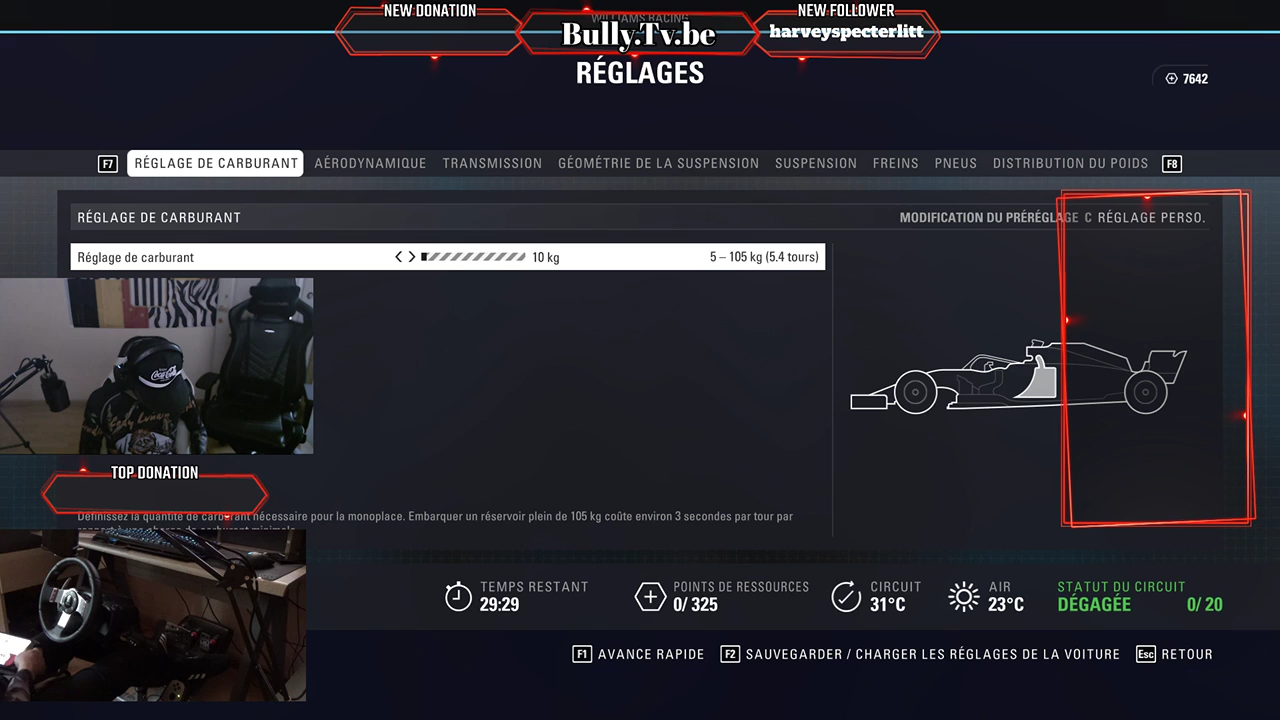 NEW DONATION
WILLIAMS RACING
NEW FOLLOWER
Bully.Tv.be
harveyspecterlitt
RÉGLAGES
7642
F7 RÉGLAGE DE CARBURANT AÉRODYNAMIQUE TRANSMISSION GÉOMÉTRIE DE LA SUSPENSION SUSPENSION FREINS PNEUS DISTRIBUTION DU POIDS F8
RÉGLAGE DE CARBURANT
MODIFICATION DU PRÉRÉGLAGE C RÉGLAGE PERSO.
Réglage de carburant 10 kg 5 – 105 kg (5.4 tours)
Coca-Cola
TOP DONATION
Définissez la quantité de carburant nécessaire pour la monoplace. Embarquer un réservoir plein de 105 kg coûte environ 3 secondes par tour par
TEMPS RESTANT
29:29
POINTS DE RESSOURCES
0/ 325
CIRCUIT
31°C
AIR
23°C
STATUT DU CIRCUIT
DÉGAGÉE 0/ 20
F1 AVANCE RAPIDE F2 SAUVEGARDER / CHARGER LES RÉGLAGES DE LA VOITURE Esc RETOUR